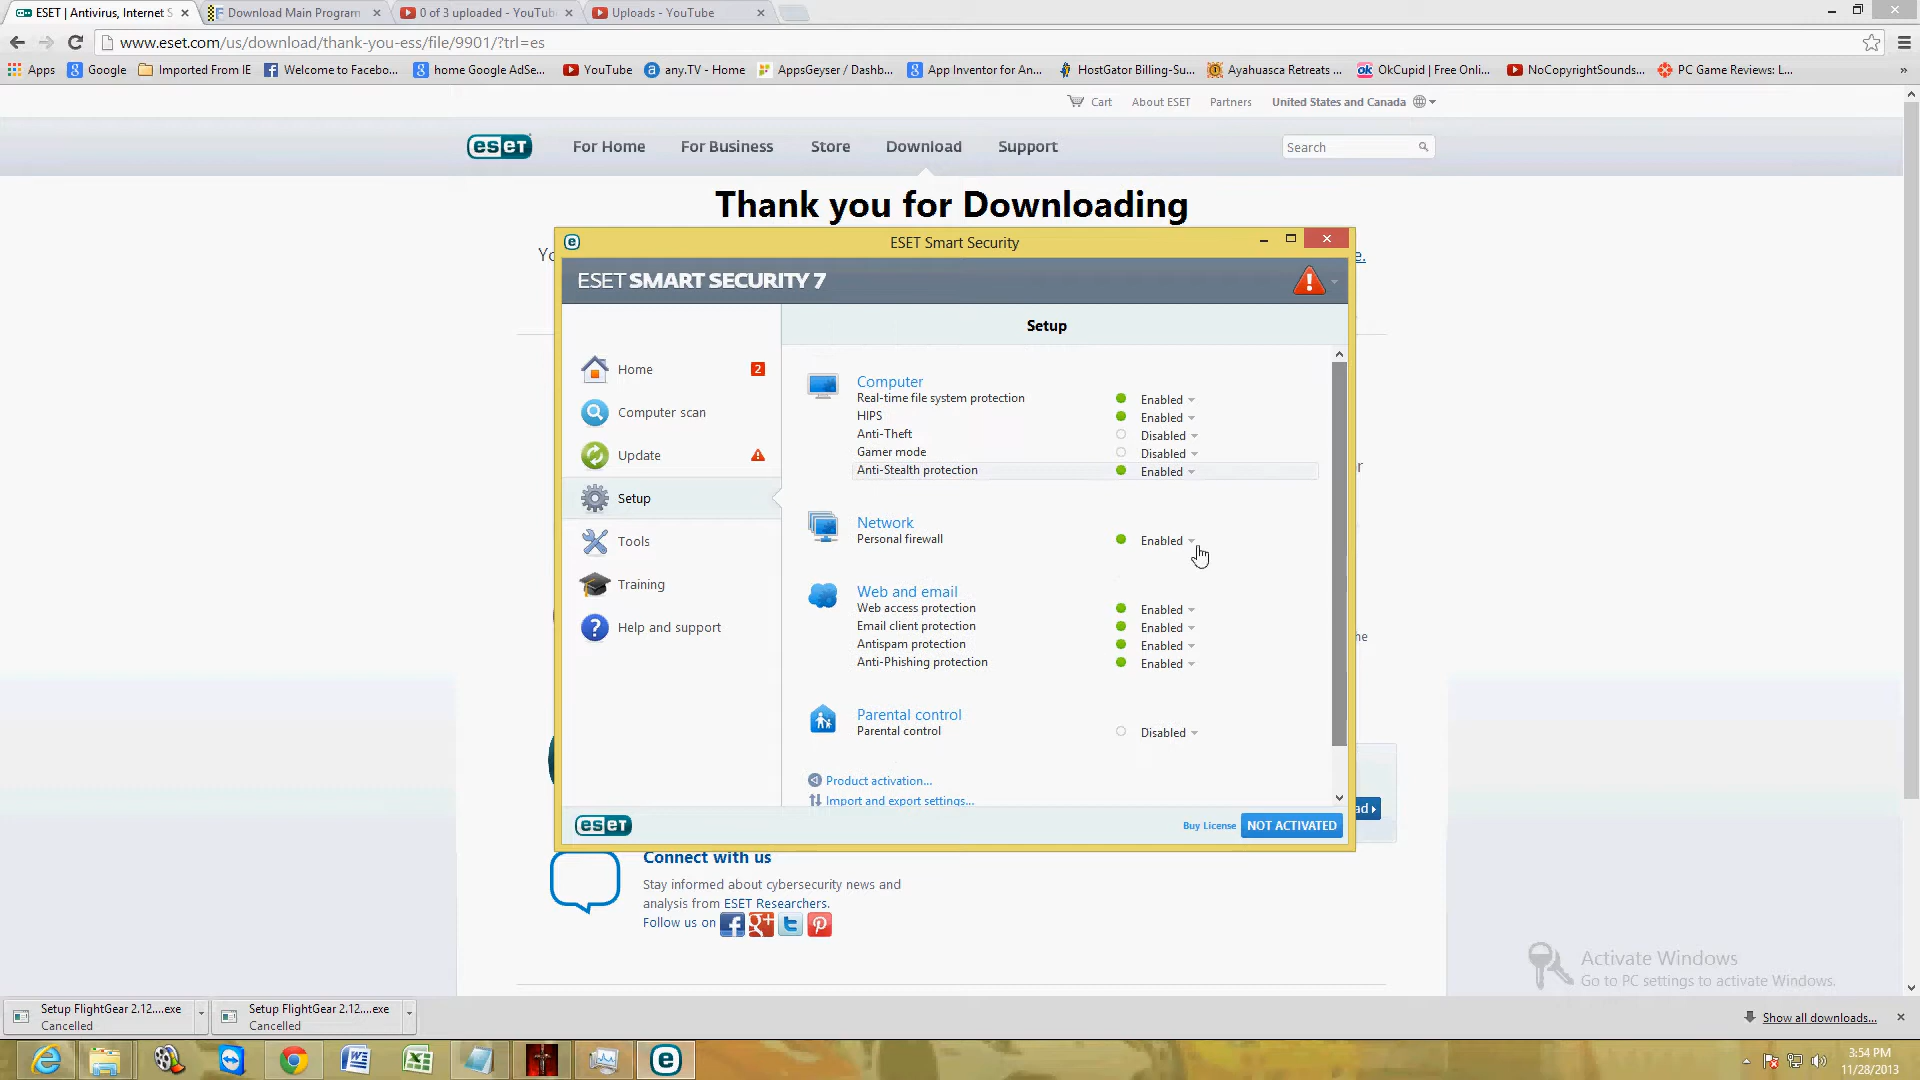 ESET | Antivirus, Internet S
Download Main Program
0 of 3 uploaded - YouTub
Uploads - YouTube
www.eset.com/us/download/thank-you-ess/file/9901/?trl=es
Apps
Google
Imported From IE
Welcome to Facebo...
home Google AdSe...
YouTube
any.TV - Home
AppsGeyser / Dashb...
App Inventor for An...
HostGator Billing-Su...
Ayahuasca Retreats ...
OkCupid | Free Onli...
NoCopyrightSounds...
PC Game Reviews: L...
»
Cart
About ESET
Partners
United States and Canada
eseT
For Home
For Business
Store
Download
Support
Search
Thank you for Downloading
Yo
e.
ESET Smart Security
ESET SMART SECURITY 7
Setup
Home
2
Computer scan
Update
Setup
Tools
Training
Help and support
Computer
Real-time file system protection Enabled
HIPS Enabled
Anti-Theft Disabled
Gamer mode Disabled
Anti-Stealth protection Enabled
Network
Personal firewall Enabled
Web and email
Web access protection Enabled
Email client protection Enabled
Antispam protection Enabled
Anti-Phishing protection Enabled
Parental control
Parental control Disabled
Product activation...
Import and export settings...
eseT
Buy License
NOT ACTIVATED
or
me
ad
Connect with us
Stay informed about cybersecurity news and
analysis from ESET Researchers.
Follow us on
Activate Windows
Go to PC settings to activate Windows.
Setup FlightGear 2.12....exe
Cancelled
Setup FlightGear 2.12....exe
Cancelled
Show all downloads...
3:54 PM
11/28/2013